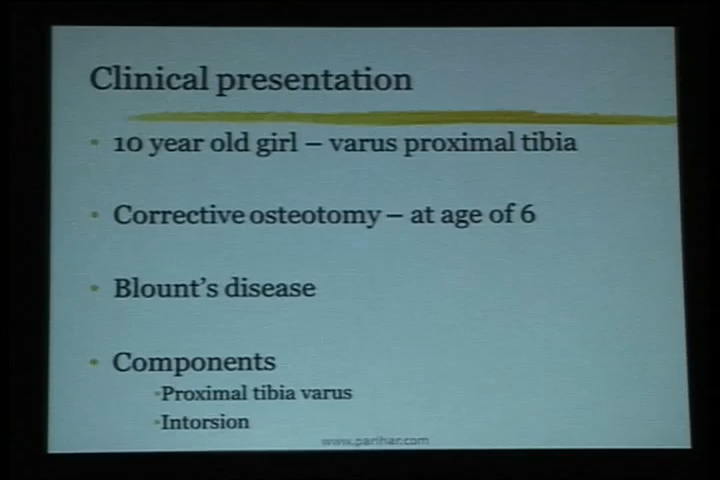 Clinical presentation
• 10 year old girl – varus proximal tibia
• Corrective osteotomy – at age of 6
• Blount's disease
• Components
•Proximal tibia varus
•Intorsion
www.parihar.com